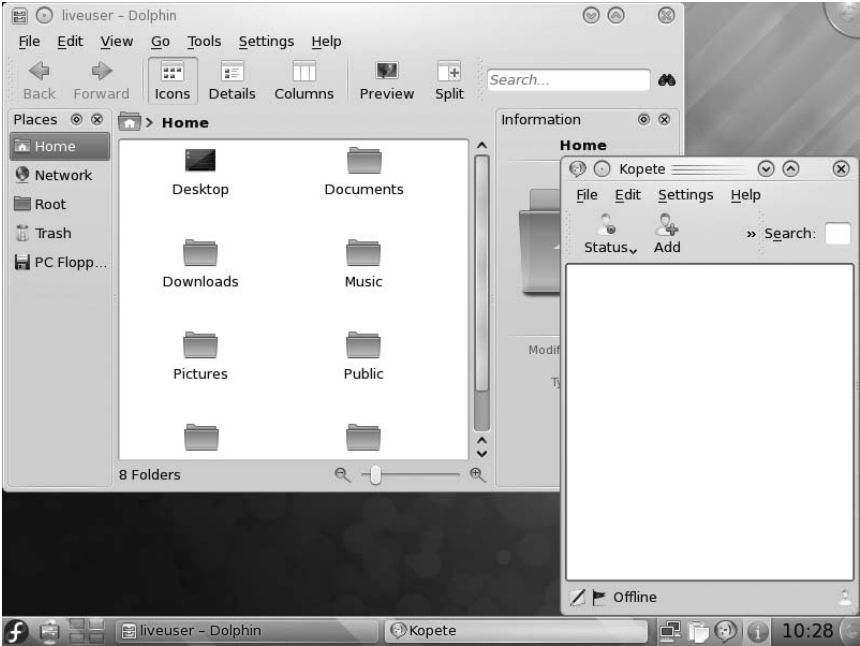 liveuser – Dolphin
File Edit View Go Tools Settings Help
Back Forward Icons Details Columns Preview Split Search...
Places
Home
Network
Root
Trash
PC Flopp...
> Home
Desktop
Documents
Downloads
Music
Pictures
Public
8 Folders
Information
Home
Modif
Ty
Kopete
File Edit Settings Help
Status Add » Search:
Offline
liveuser – Dolphin
Kopete
10:28